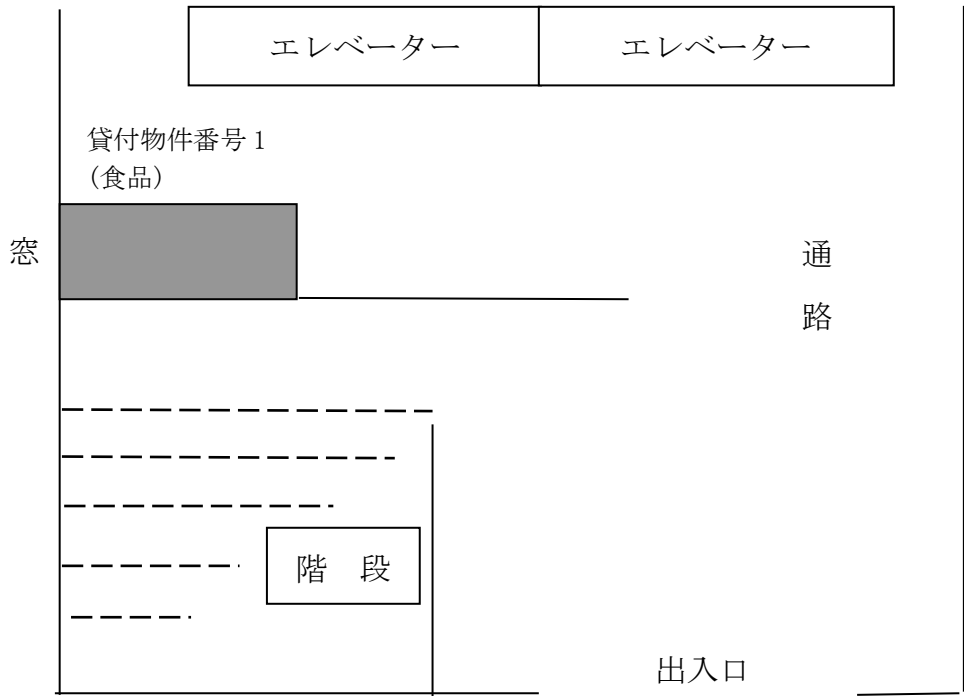 エレベーター
エレベーター
貸付物件番号1
(食品)
窓
通
路
階 段
出入口